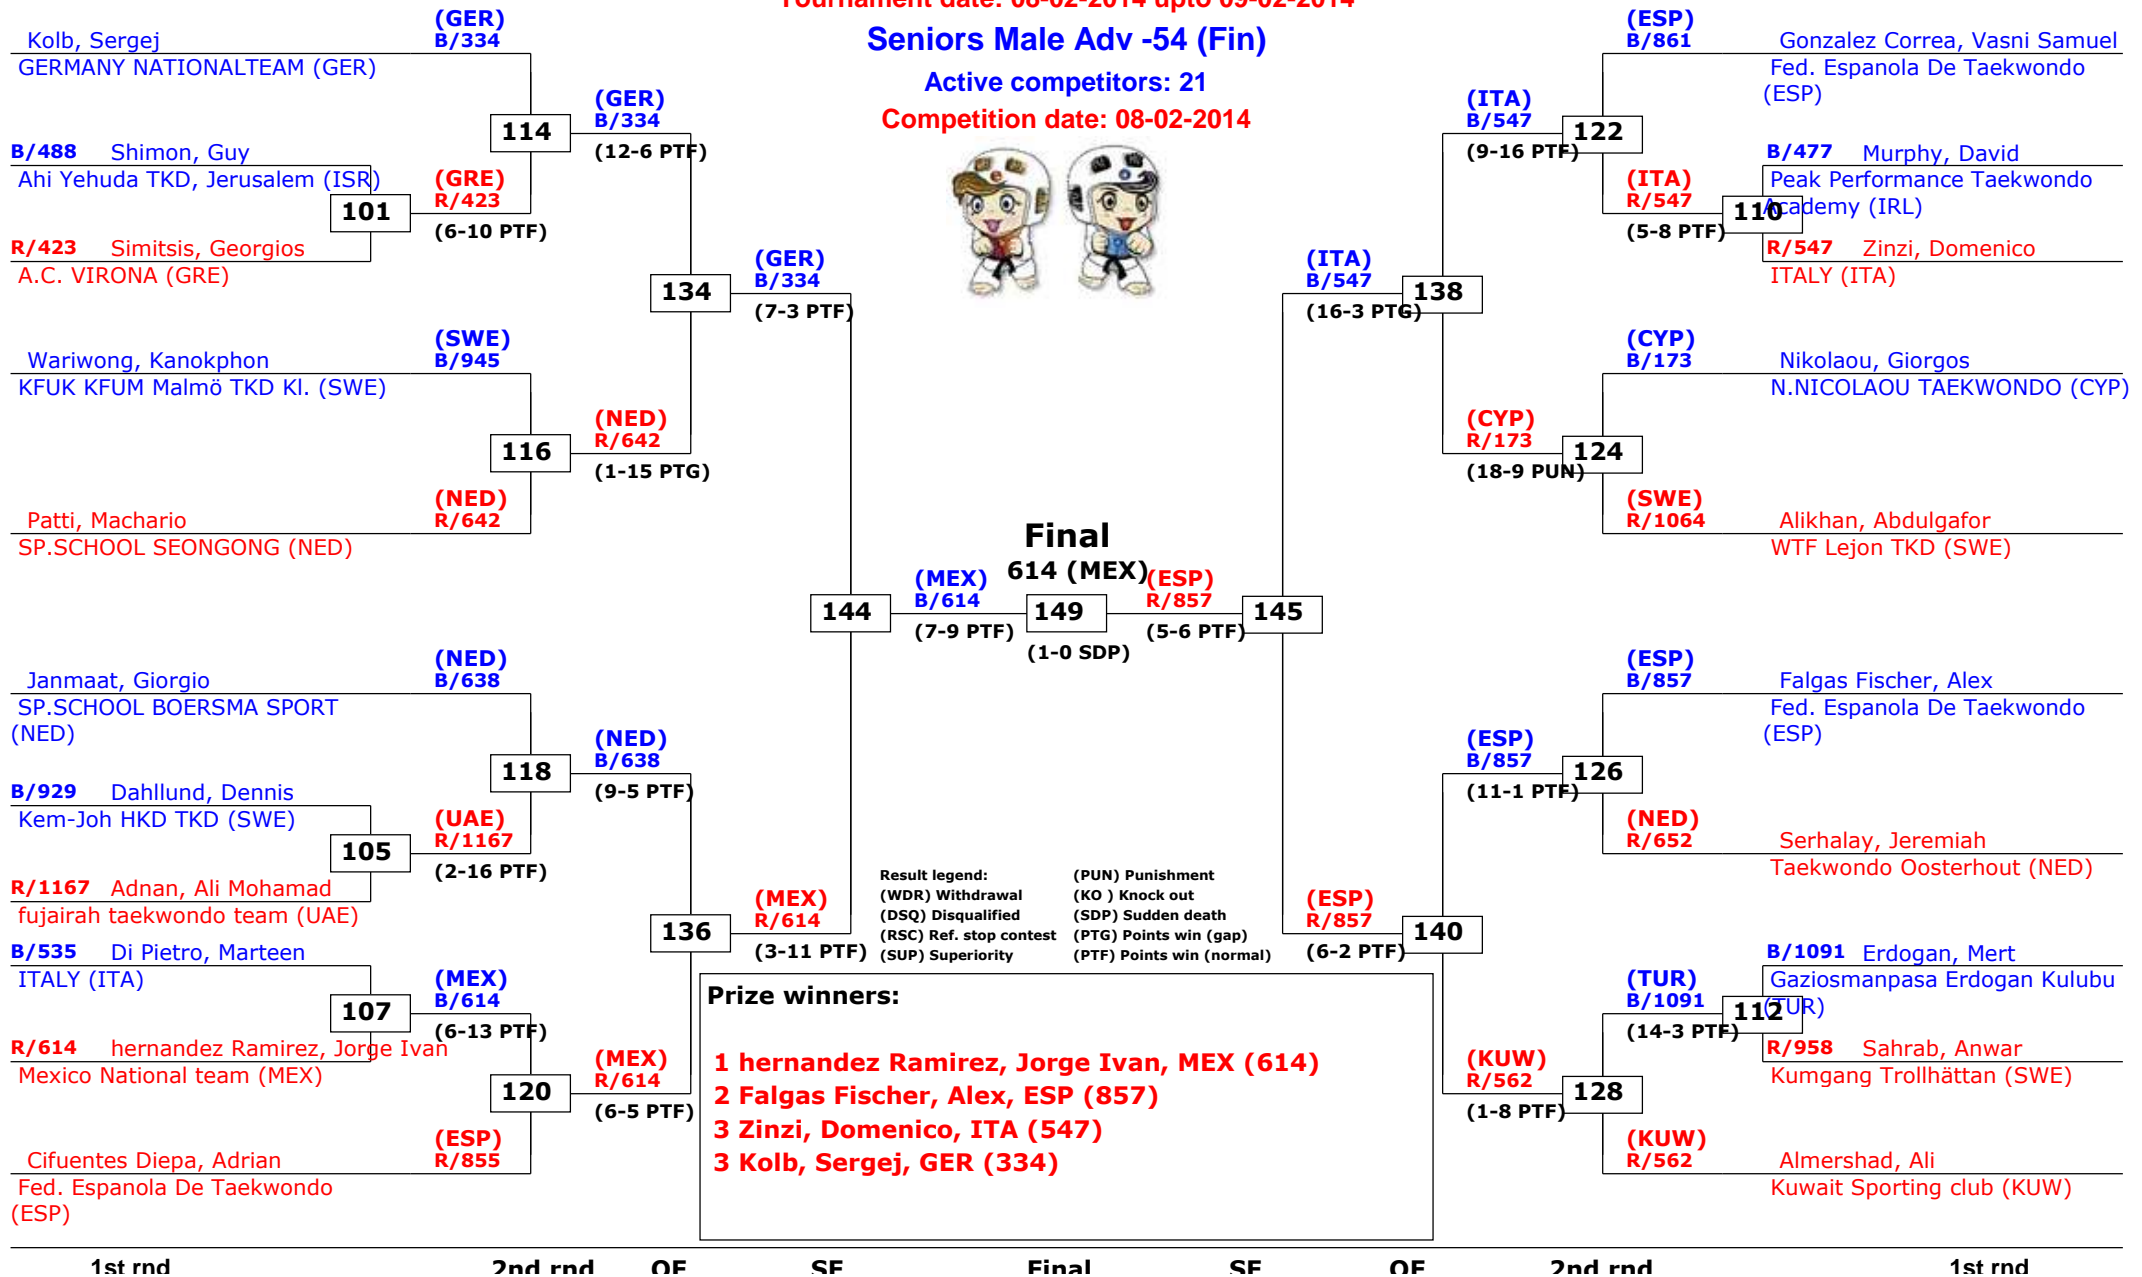 Tournament date: 08-02-2014 upto 09-02-2014
Seniors Male Adv -54 (Fin)
Active competitors: 21
Competition date: 08-02-2014
Kolb, Sergej
GERMANY NATIONALTEAM (GER)
(GER)
B/334
B/488 Shimon, Guy
Ahi Yehuda TKD, Jerusalem (ISR)
101
R/423 Simitsis, Georgios
A.C. VIRONA (GRE)
(GRE)
R/423
(6-10 PTF)
114
(GER)
B/334
(12-6 PTF)
Wariwong, Kanokphon
KFUK KFUM Malmö TKD Kl. (SWE)
(SWE)
B/945
116
Patti, Machario
SP.SCHOOL SEONGONG (NED)
(NED)
R/642
(NED)
R/642
(1-15 PTG)
134
(GER)
B/334
(7-3 PTF)
Janmaat, Giorgio
SP.SCHOOL BOERSMA SPORT
(NED)
(NED)
B/638
B/929 Dahllund, Dennis
Kem-Joh HKD TKD (SWE)
105
R/1167 Adnan, Ali Mohamad
fujairah taekwondo team (UAE)
(UAE)
R/1167
(2-16 PTF)
118
(NED)
B/638
(9-5 PTF)
B/535 Di Pietro, Marteen
ITALY (ITA)
107
R/614 hernandez Ramirez, Jorge Ivan
Mexico National team (MEX)
(MEX)
B/614
(6-13 PTF)
120
Cifuentes Diepa, Adrian
Fed. Espanola De Taekwondo
(ESP)
(ESP)
R/855
(MEX)
R/614
(6-5 PTF)
136
(MEX)
R/614
(3-11 PTF)
144
(MEX)
B/614
(7-9 PTF)
Final
614 (MEX)
149
(1-0 SDP)
(ESP)
R/857
(5-6 PTF)
145
(ITA)
B/547
(16-3 PTG)
138
(ITA)
B/547
(9-16 PTF)
122
(ESP)
B/861
Gonzalez Correa, Vasni Samuel
Fed. Espanola De Taekwondo
(ESP)
(ITA)
R/547
(5-8 PTF)
110
B/477 Murphy, David
Peak Performance Taekwondo
Academy (IRL)
R/547 Zinzi, Domenico
ITALY (ITA)
(CYP)
R/173
(18-9 PUN)
124
(CYP)
B/173
Nikolaou, Giorgos
N.NICOLAOU TAEKWONDO (CYP)
(SWE)
R/1064
Alikhan, Abdulgafor
WTF Lejon TKD (SWE)
(ESP)
R/857
(6-2 PTF)
140
(ESP)
B/857
(11-1 PTF)
126
(ESP)
B/857
Falgas Fischer, Alex
Fed. Espanola De Taekwondo
(ESP)
(NED)
R/652
Serhalay, Jeremiah
Taekwondo Oosterhout (NED)
(KUW)
R/562
(1-8 PTF)
128
(TUR)
B/1091
(14-3 PTF)
112
B/1091 Erdogan, Mert
Gaziosmanpasa Erdogan Kulubu
(TUR)
R/958 Sahrab, Anwar
Kumgang Trollhättan (SWE)
(KUW)
R/562
Almershad, Ali
Kuwait Sporting club (KUW)
Result legend: (PUN) Punishment
(WDR) Withdrawal (KO ) Knock out
(DSQ) Disqualified (SDP) Sudden death
(RSC) Ref. stop contest (PTG) Points win (gap)
(SUP) Superiority (PTF) Points win (normal)
Prize winners:
1 hernandez Ramirez, Jorge Ivan, MEX (614)
2 Falgas Fischer, Alex, ESP (857)
3 Zinzi, Domenico, ITA (547)
3 Kolb, Sergej, GER (334)
1st rnd 2nd rnd QF SF Final SF QF 2nd rnd 1st rnd